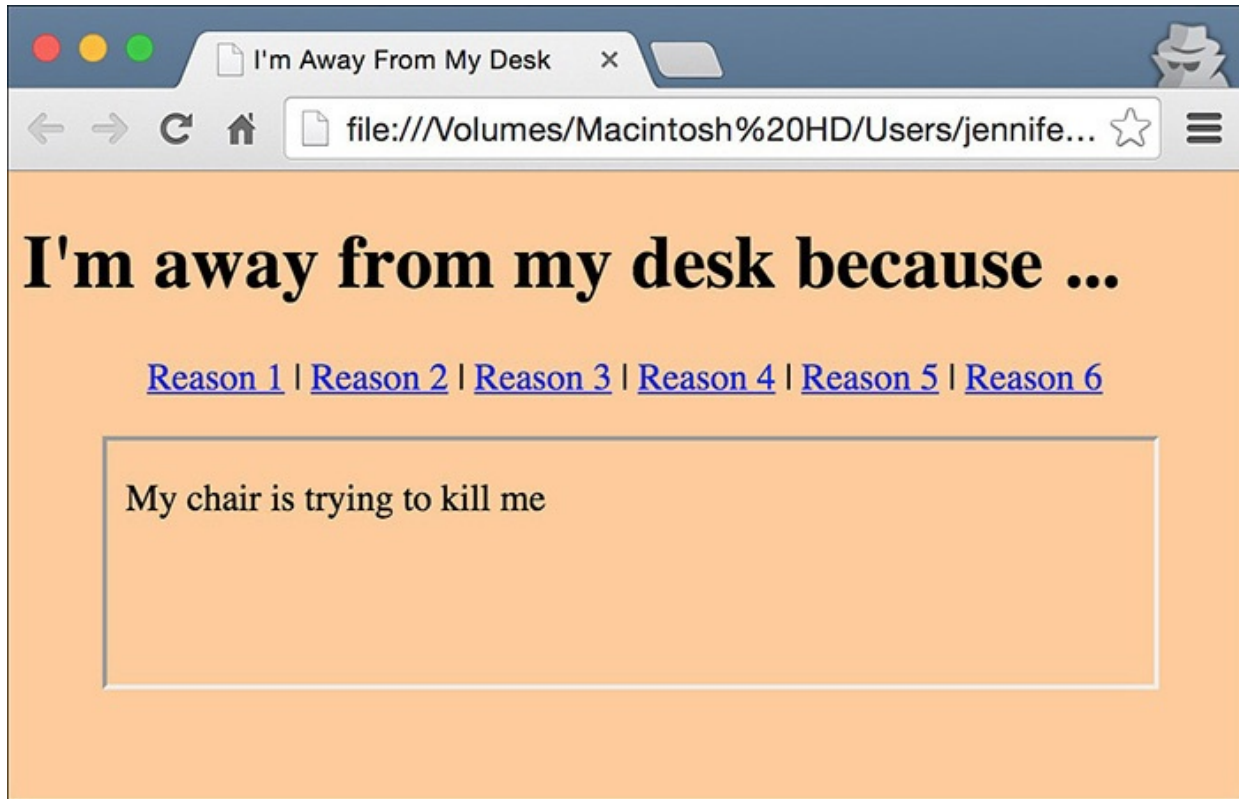 I'm Away From My Desk
file:///Volumes/Macintosh%20HD/Users/jennife...
I'm away from my desk because ...
Reason 1 | Reason 2 | Reason 3 | Reason 4 | Reason 5 | Reason 6
My chair is trying to kill me